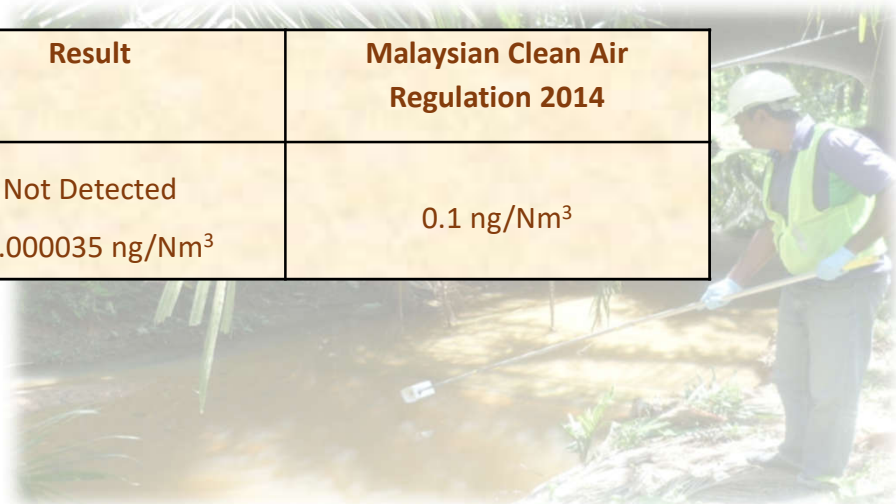 Result
Malaysian Clean Air
Regulation 2014
Not Detected
.000035 ng/Nm³
0.1 ng/Nm³